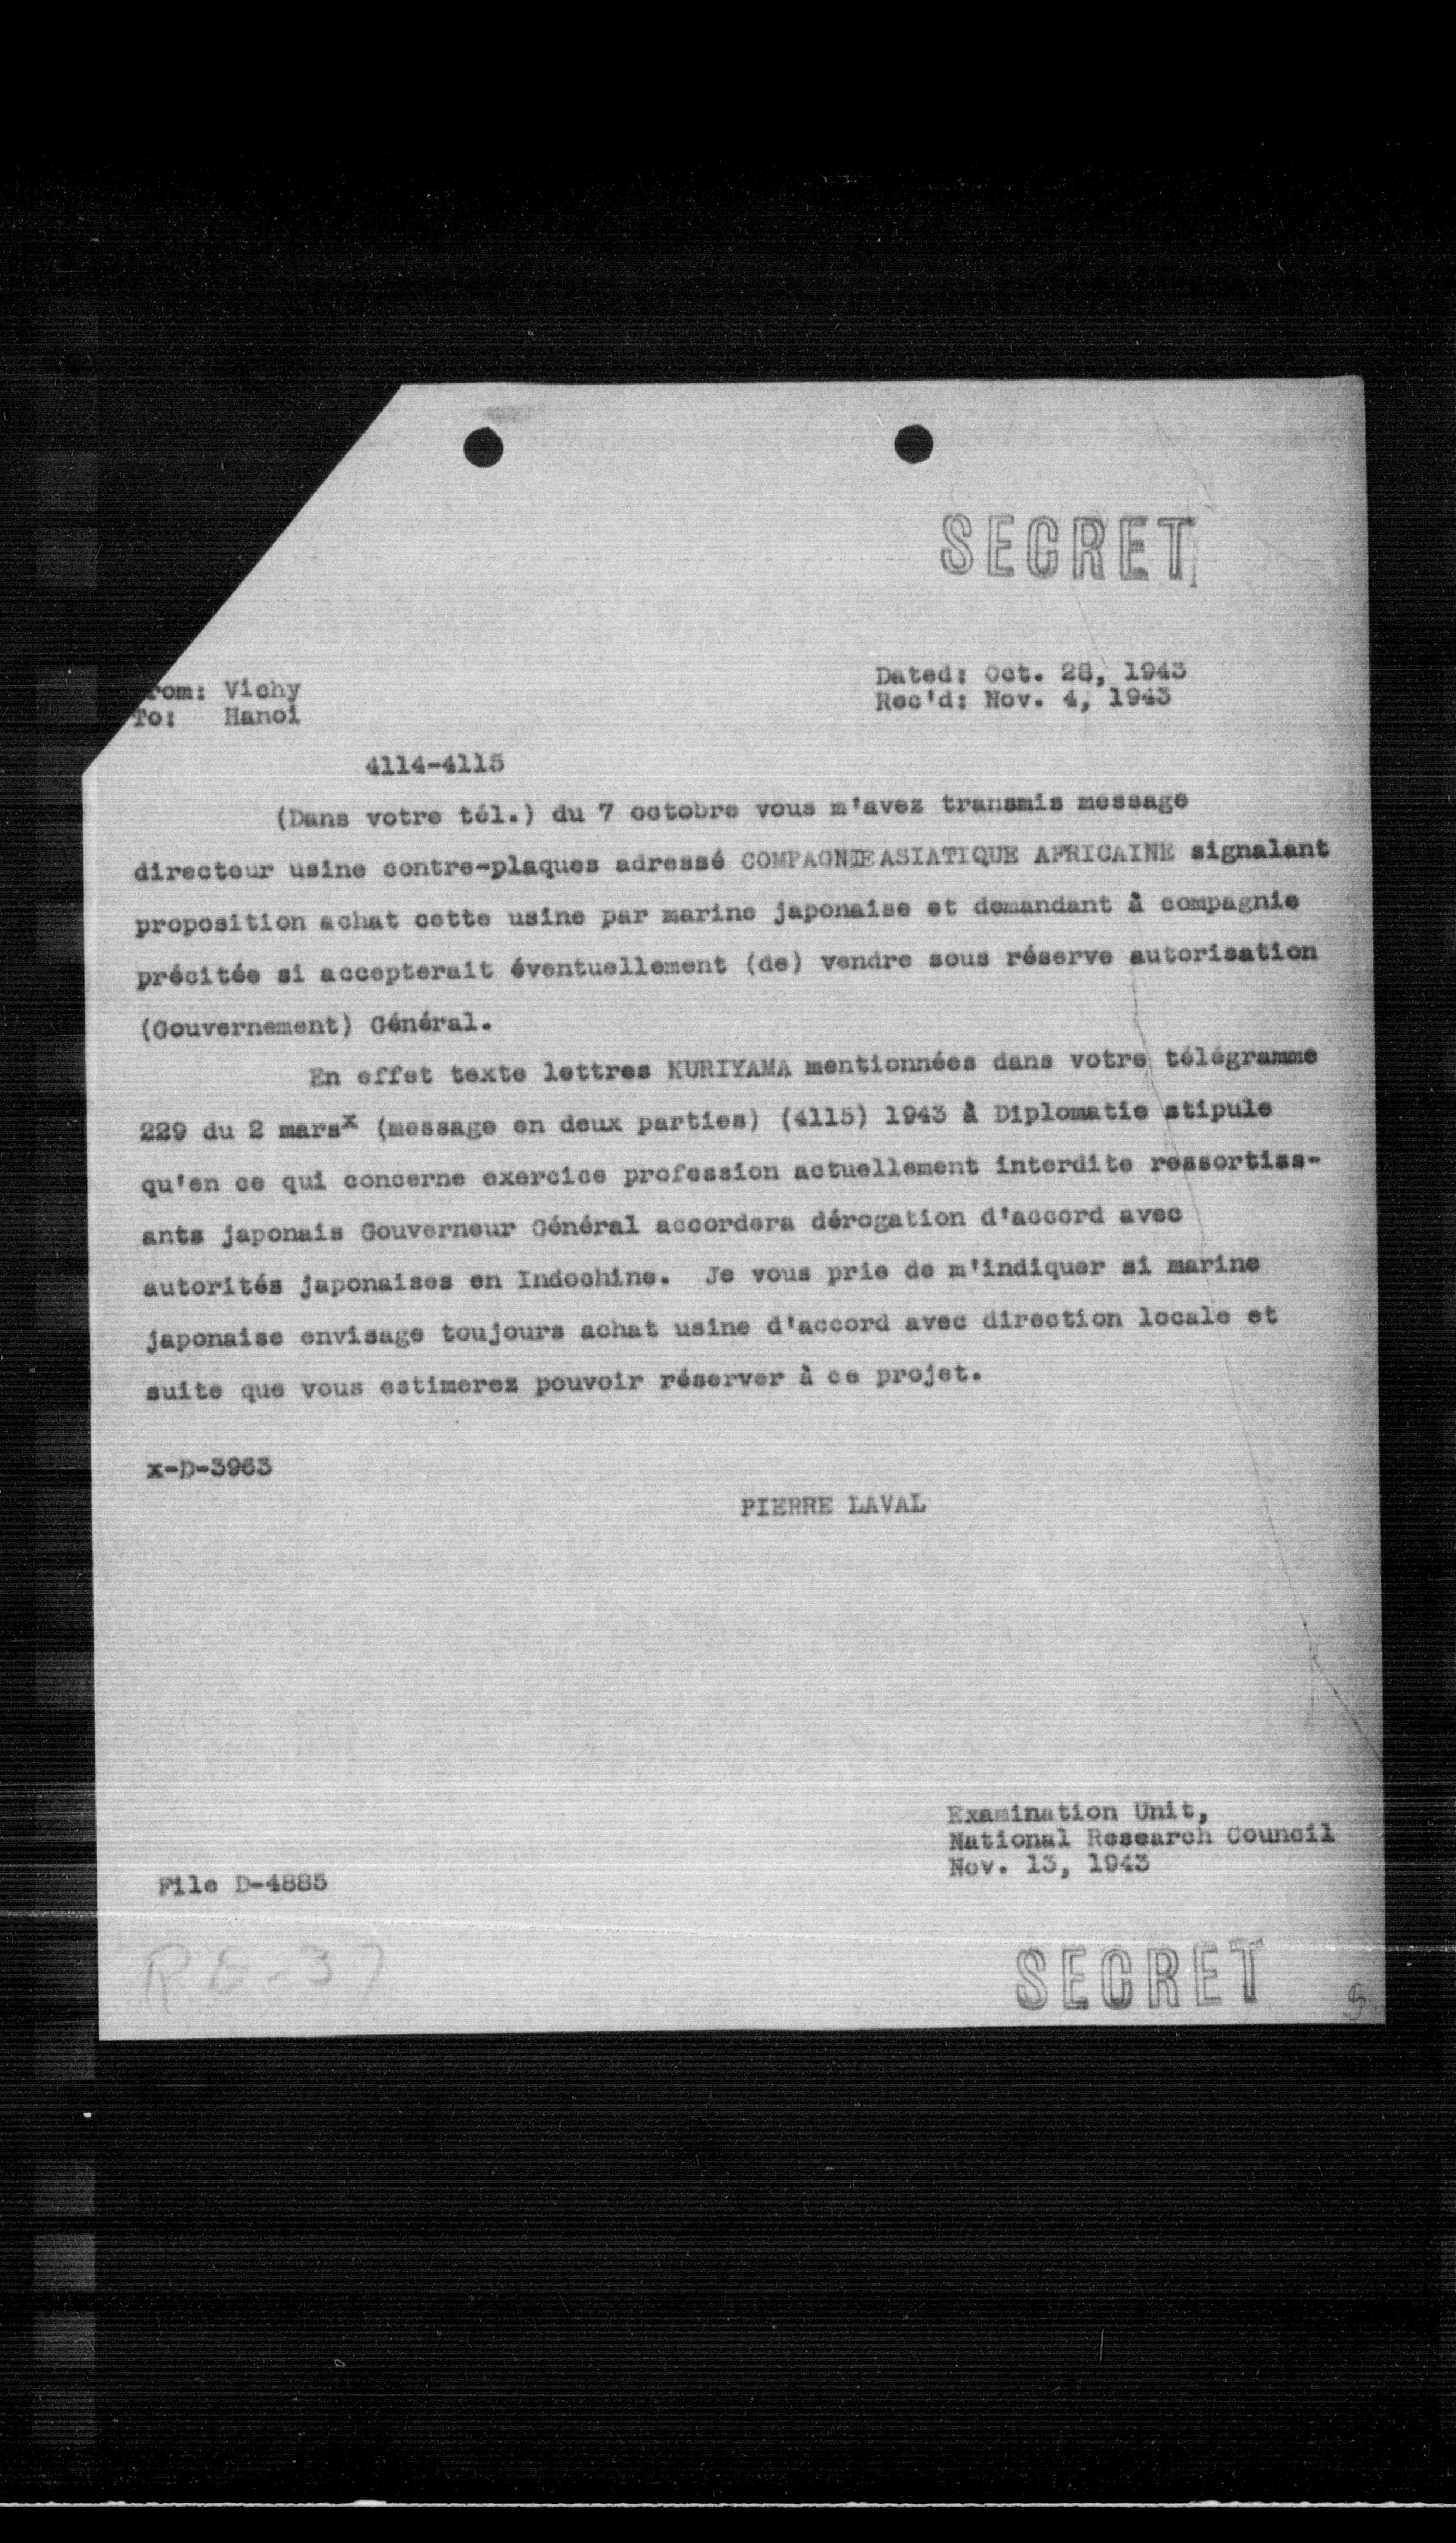 SECRET
rom: Vichy
To: Hanoi
Dated: Oct. 28, 1943
Rec'd: Nov. 4, 1943
4114-4115
(Dans votre tél.) du 7 octobre vous m'avez transmis message
directeur usine contre-plaques adressé COMPAGNIE ASIATIQUE AFRICAINE signalant
proposition achat cette usine par marine japonaise et demandant à compagnie
précitée si accepterait éventuellement (de) vendre sous réserve autorisation
(Gouvernement) Général.
En effet texte lettres KURIYAMA mentionnées dans votre télégramme
229 du 2 marsx (message en deux parties) (4115) 1943 à Diplomatie stipule
qu'en ce qui concerne exercice profession actuellement interdite ressortiss-
ants japonais Gouverneur Général accordera dérogation d'accord avec
autorités japonaises en Indochine. Je vous prie de m'indiquer si marine
japonaise envisage toujours achat usine d'accord avec direction locale et
suite que vous estimerez pouvoir réserver à ce projet.
x-D-3963
PIERRE LAVAL
Examination Unit,
National Research Council
Nov. 13, 1943
File D-4885
SECRET